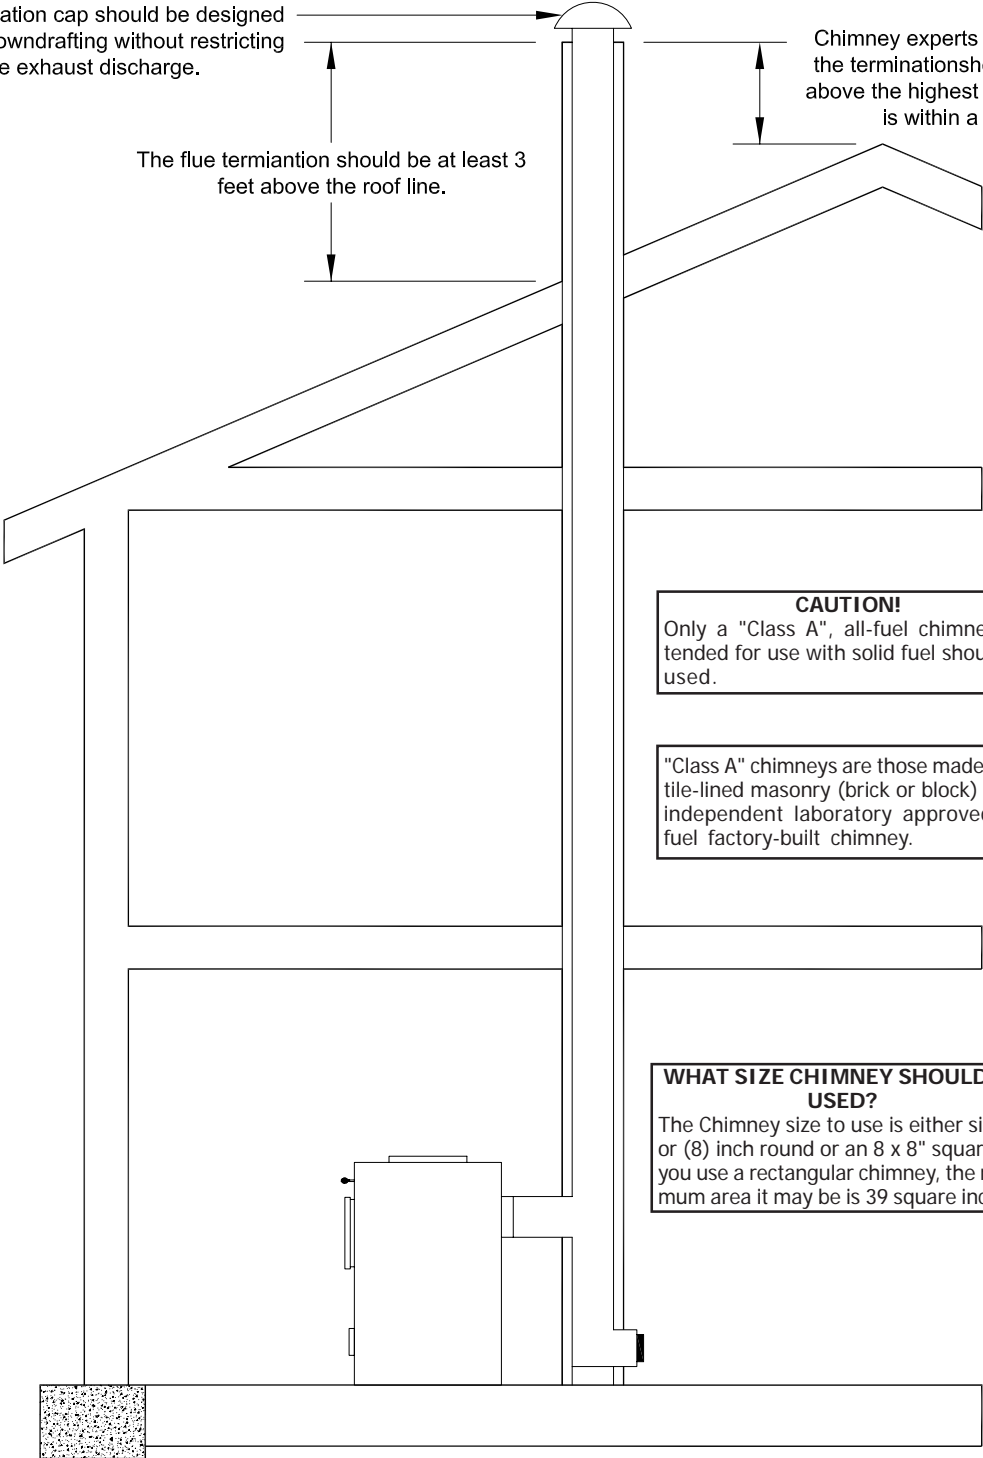 ation cap should be designed
owndrafting without restricting
e exhaust discharge.
Chimney experts
the terminationsho
above the highest
is within a
The flue termiantion should be at least 3
feet above the roof line.
CAUTION!
Only a "Class A", all-fuel chimne
tended for use with solid fuel shou
used.
"Class A" chimneys are those made
tile-lined masonry (brick or block)
independent laboratory approved
fuel factory-built chimney.
WHAT SIZE CHIMNEY SHOULD
USED?
The Chimney size to use is either si
or (8) inch round or an 8 x 8" squar
you use a rectangular chimney, the
mum area it may be is 39 square inc